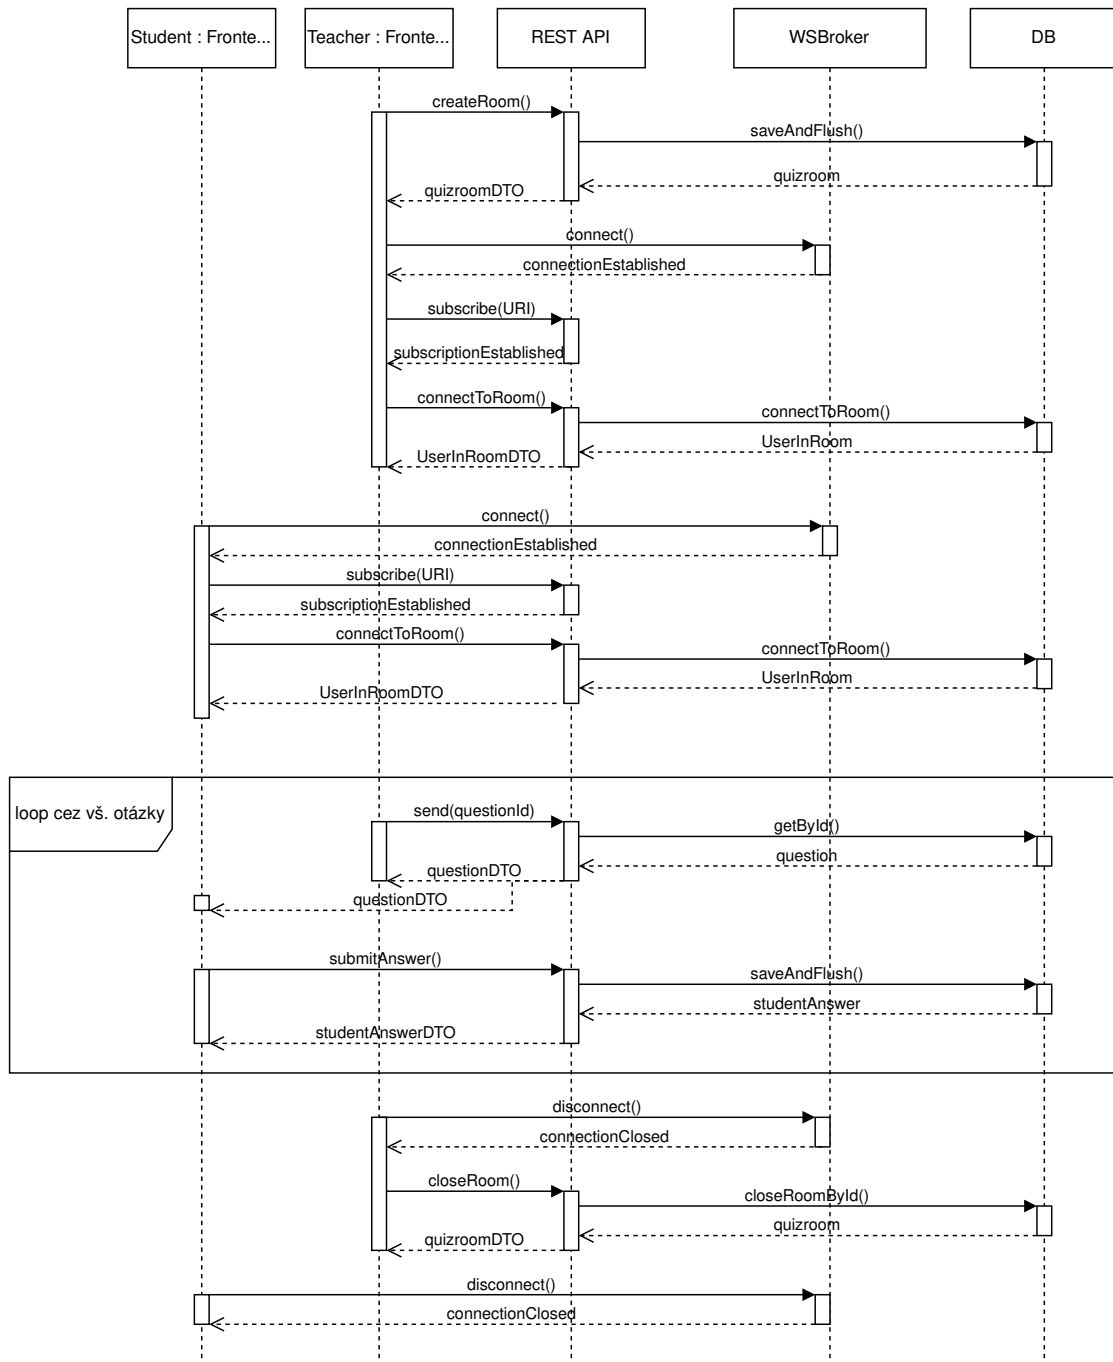 Student : Fronte...
Teacher : Fronte...
REST API
WSBroker
DB
createRoom()
saveAndFlush()
quizroom
quizroomDTO
connect()
connectionEstablished
subscribe(URI)
subscriptionEstablished
connectToRoom()
connectToRoom()
UserInRoom
UserInRoomDTO
connect()
connectionEstablished
subscribe(URI)
subscriptionEstablished
connectToRoom()
connectToRoom()
UserInRoom
UserInRoomDTO
loop cez vš. otázky
send(questionId)
getById()
question
questionDTO
questionDTO
submitAnswer()
saveAndFlush()
studentAnswer
studentAnswerDTO
disconnect()
connectionClosed
closeRoom()
closeRoomById()
quizroom
quizroomDTO
disconnect()
connectionClosed